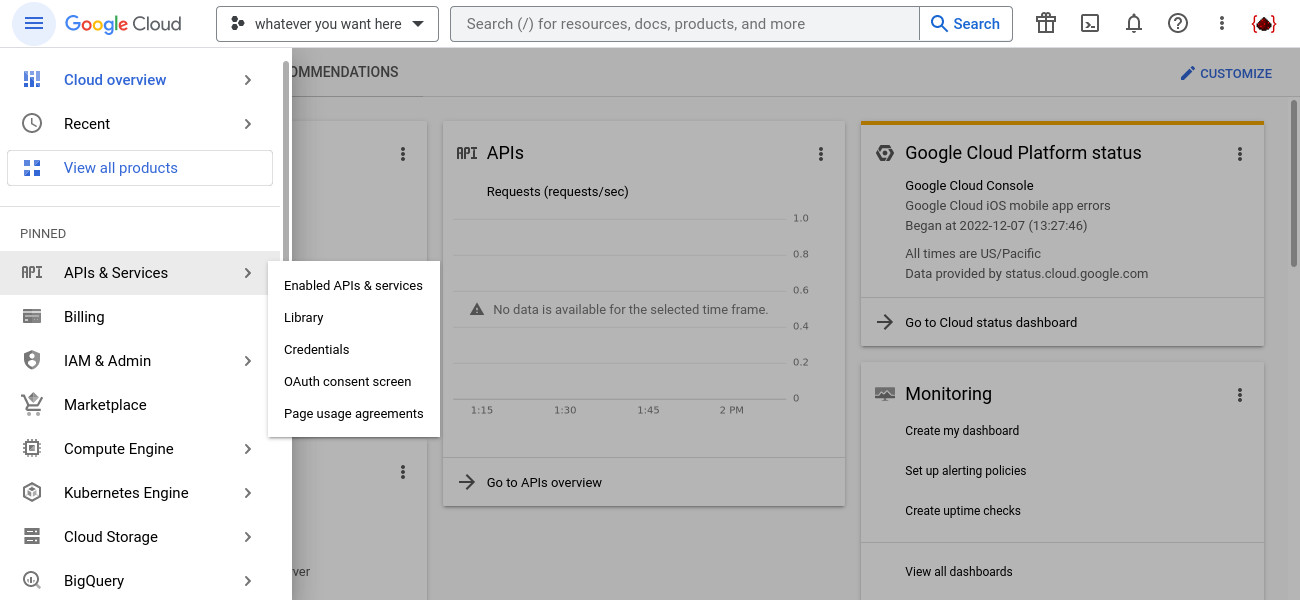 Google Cloud
whatever you want here
Search (/) for resources, docs, products, and more
Search
Cloud overview
Recent
View all products
PINNED
API
APIs & Services
Billing
IAM & Admin
Marketplace
Compute Engine
Kubernetes Engine
Cloud Storage
BigQuery
Enabled APIs & services
Library
Credentials
OAuth consent screen
Page usage agreements
OMMENDATIONS
CUSTOMIZE
ver
API APIs
Requests (requests/sec)
1.0
0.8
0.6
No data is available for the selected time frame.
0.4
0.2
0
1:15 1:30 1:45 2 PM
Go to APIs overview
Google Cloud Platform status
Google Cloud Console
Google Cloud iOS mobile app errors
Began at 2022-12-07 (13:27:46)
All times are US/Pacific
Data provided by status.cloud.google.com
Go to Cloud status dashboard
Monitoring
Create my dashboard
Set up alerting policies
Create uptime checks
View all dashboards